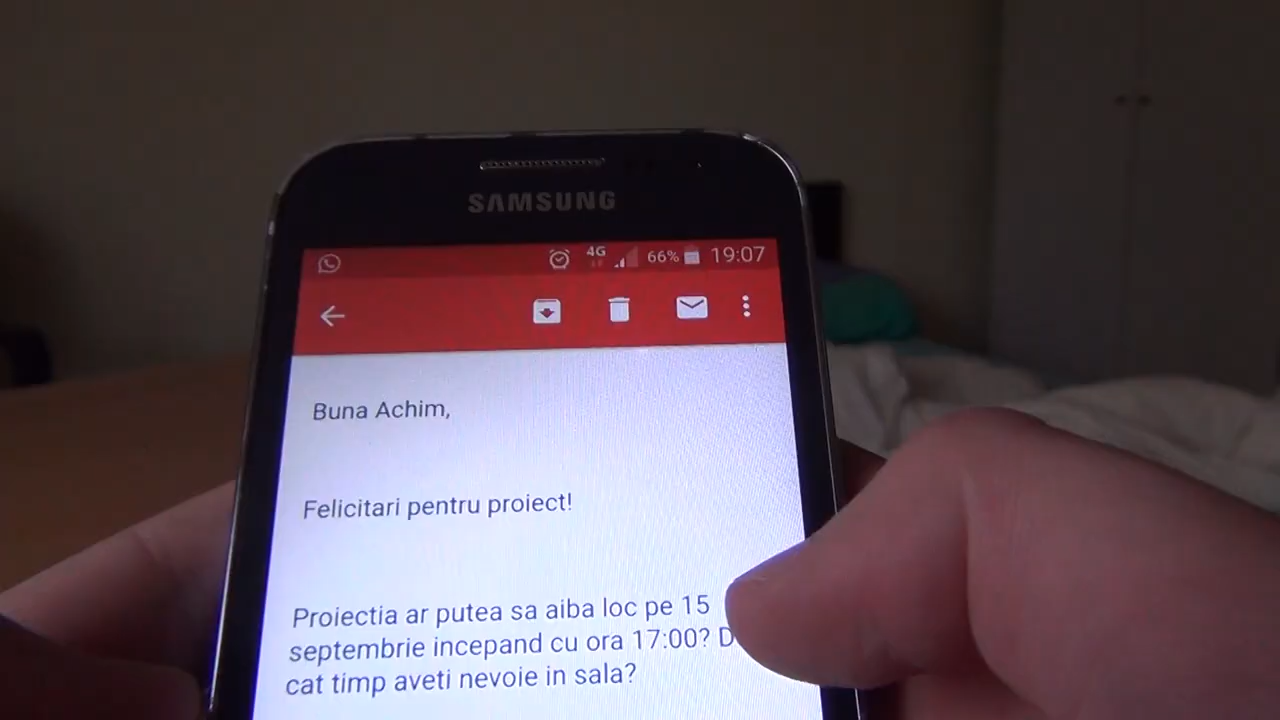 SAMSUNG
4G 66% 19:07
Buna Achim,
Felicitari pentru proiect!
Proiectia ar putea sa aiba loc pe 15
septembrie incepand cu ora 17:00?
cat timp aveti nevoie in sala?